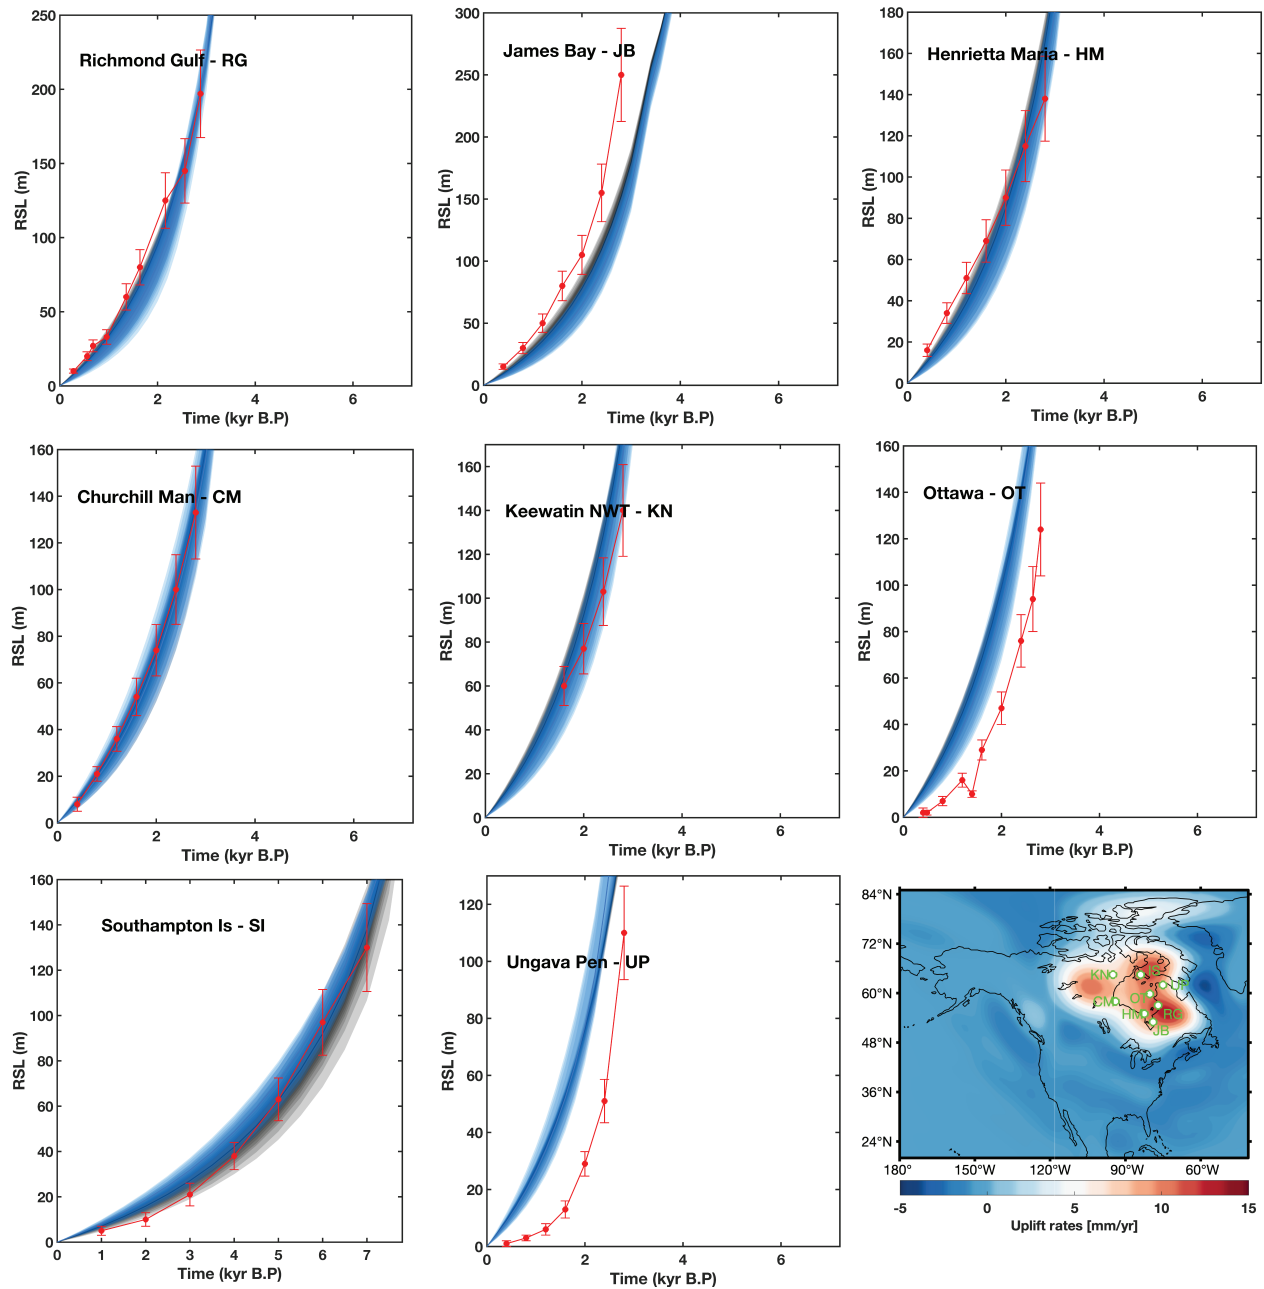 250
200
150
100
50
0
RSL (m)
Richmond Gulf - RG
0 2 4 6
Time (kyr B.P)
300
250
200
150
100
50
0
RSL (m)
James Bay - JB
0 2 4 6
Time (kyr B.P)
180
160
140
120
100
80
60
40
20
0
RSL (m)
Henrietta Maria - HM
0 2 4 6
Time (kyr B.P)
160
140
120
100
80
60
40
20
0
RSL (m)
Churchill Man - CM
0 2 4 6
Time (kyr B.P)
160
140
120
100
80
60
40
20
0
RSL (m)
Keewatin NWT - KN
0 2 4 6
Time (kyr B.P)
160
140
120
100
80
60
40
20
0
RSL (m)
Ottawa - OT
0 2 4 6
Time (kyr B.P)
160
140
120
100
80
60
40
20
0
RSL (m)
Southampton Is - SI
0 1 2 3 4 5 6 7
Time (kyr B.P)
120
100
80
60
40
20
0
RSL (m)
Ungava Pen - UP
0 2 4 6
Time (kyr B.P)
84°N
72°N
60°N
48°N
36°N
24°N
KN
UP
CM
HM
RG
JB
180° 150°W 120°W 90°W 60°W
-5 0 5 10 15
Uplift rates [mm/yr]